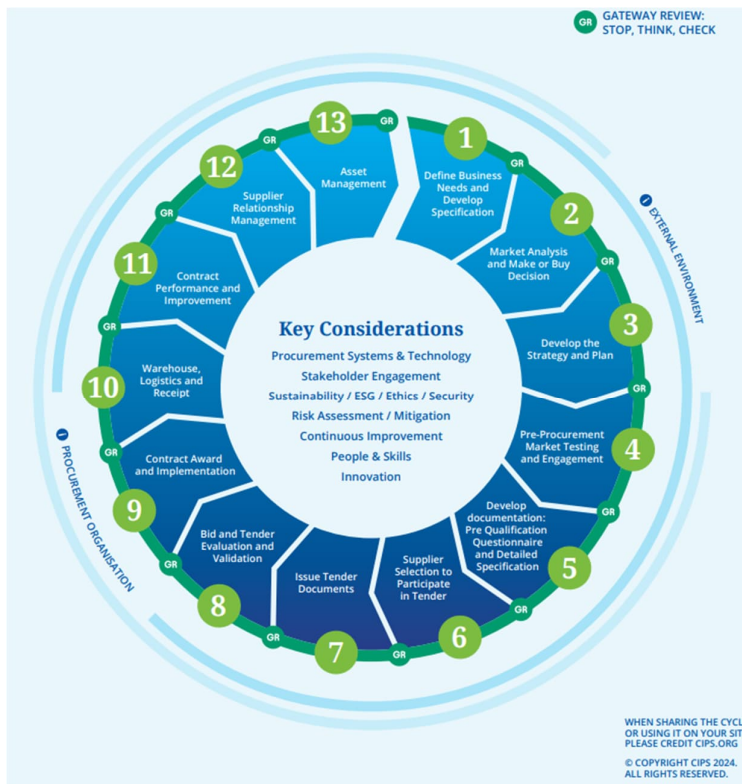 GR
GATEWAY REVIEW:
STOP, THINK, CHECK
1
Define Business
Needs and
Develop
Specification
GR
2
Market Analysis
and Make or Buy
Decision
GR
3
Develop the
Strategy and Plan
GR
4
Pre-Procurement
Market Testing
and Engagement
GR
5
Develop
documentation:
Pre Qualification
Questionnaire
and Detailed
Specification
GR
6
Supplier
Selection to
Participate
in Tender
GR
7
Issue Tender
Documents
GR
8
Bid and Tender
Evaluation and
Validation
GR
9
Contract Award
and Implementation
GR
10
Warehouse,
Logistics and
Receipt
GR
11
Contract
Performance and
Improvement
GR
12
Supplier
Relationship
Management
GR
13
Asset
Management
GR
Key Considerations
Procurement Systems & Technology
Stakeholder Engagement
Sustainability / ESG / Ethics / Security
Risk Assessment / Mitigation
Continuous Improvement
People & Skills
Innovation
i EXTERNAL ENVIRONMENT
i PROCUREMENT ORGANISATION
WHEN SHARING THE CYCL
OR USING IT ON YOUR SIT
PLEASE CREDIT CIPS.ORG
© COPYRIGHT CIPS 2024.
ALL RIGHTS RESERVED.